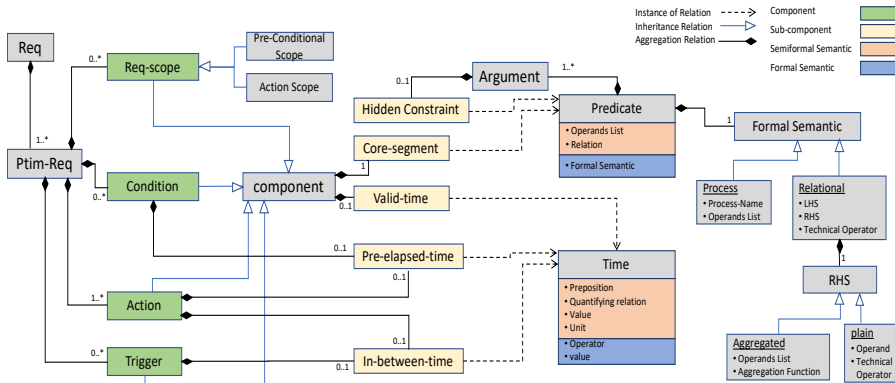 Instance of Relation
Inheritance Relation
Aggregation Relation
Component
Sub-component
Semiformal Semantic
Formal Semantic
Req
1..*
Ptim-Req
0..*
Req-scope
Pre-Conditional
Scope
Action Scope
0..*
Condition
component
1..*
Action
0..*
Trigger
0..1
Hidden Constraint
Argument
1..*
Core-segment
1
Valid-time
0..1
0..1
Pre-elapsed-time
0..1
0..1
In-between-time
0..1
Predicate
• Operands List
• Relation
• Formal Semantic
Time
• Preposition
• Quantifying relation
• Value
• Unit
• Operator
• value
1
Formal Semantic
Process
• Process-Name
• Operands List
Relational
• LHS
• RHS
• Technical Operator
1
RHS
Aggregated
• Operands List
• Aggregation Function
plain
• Operand
• Technical
Operator